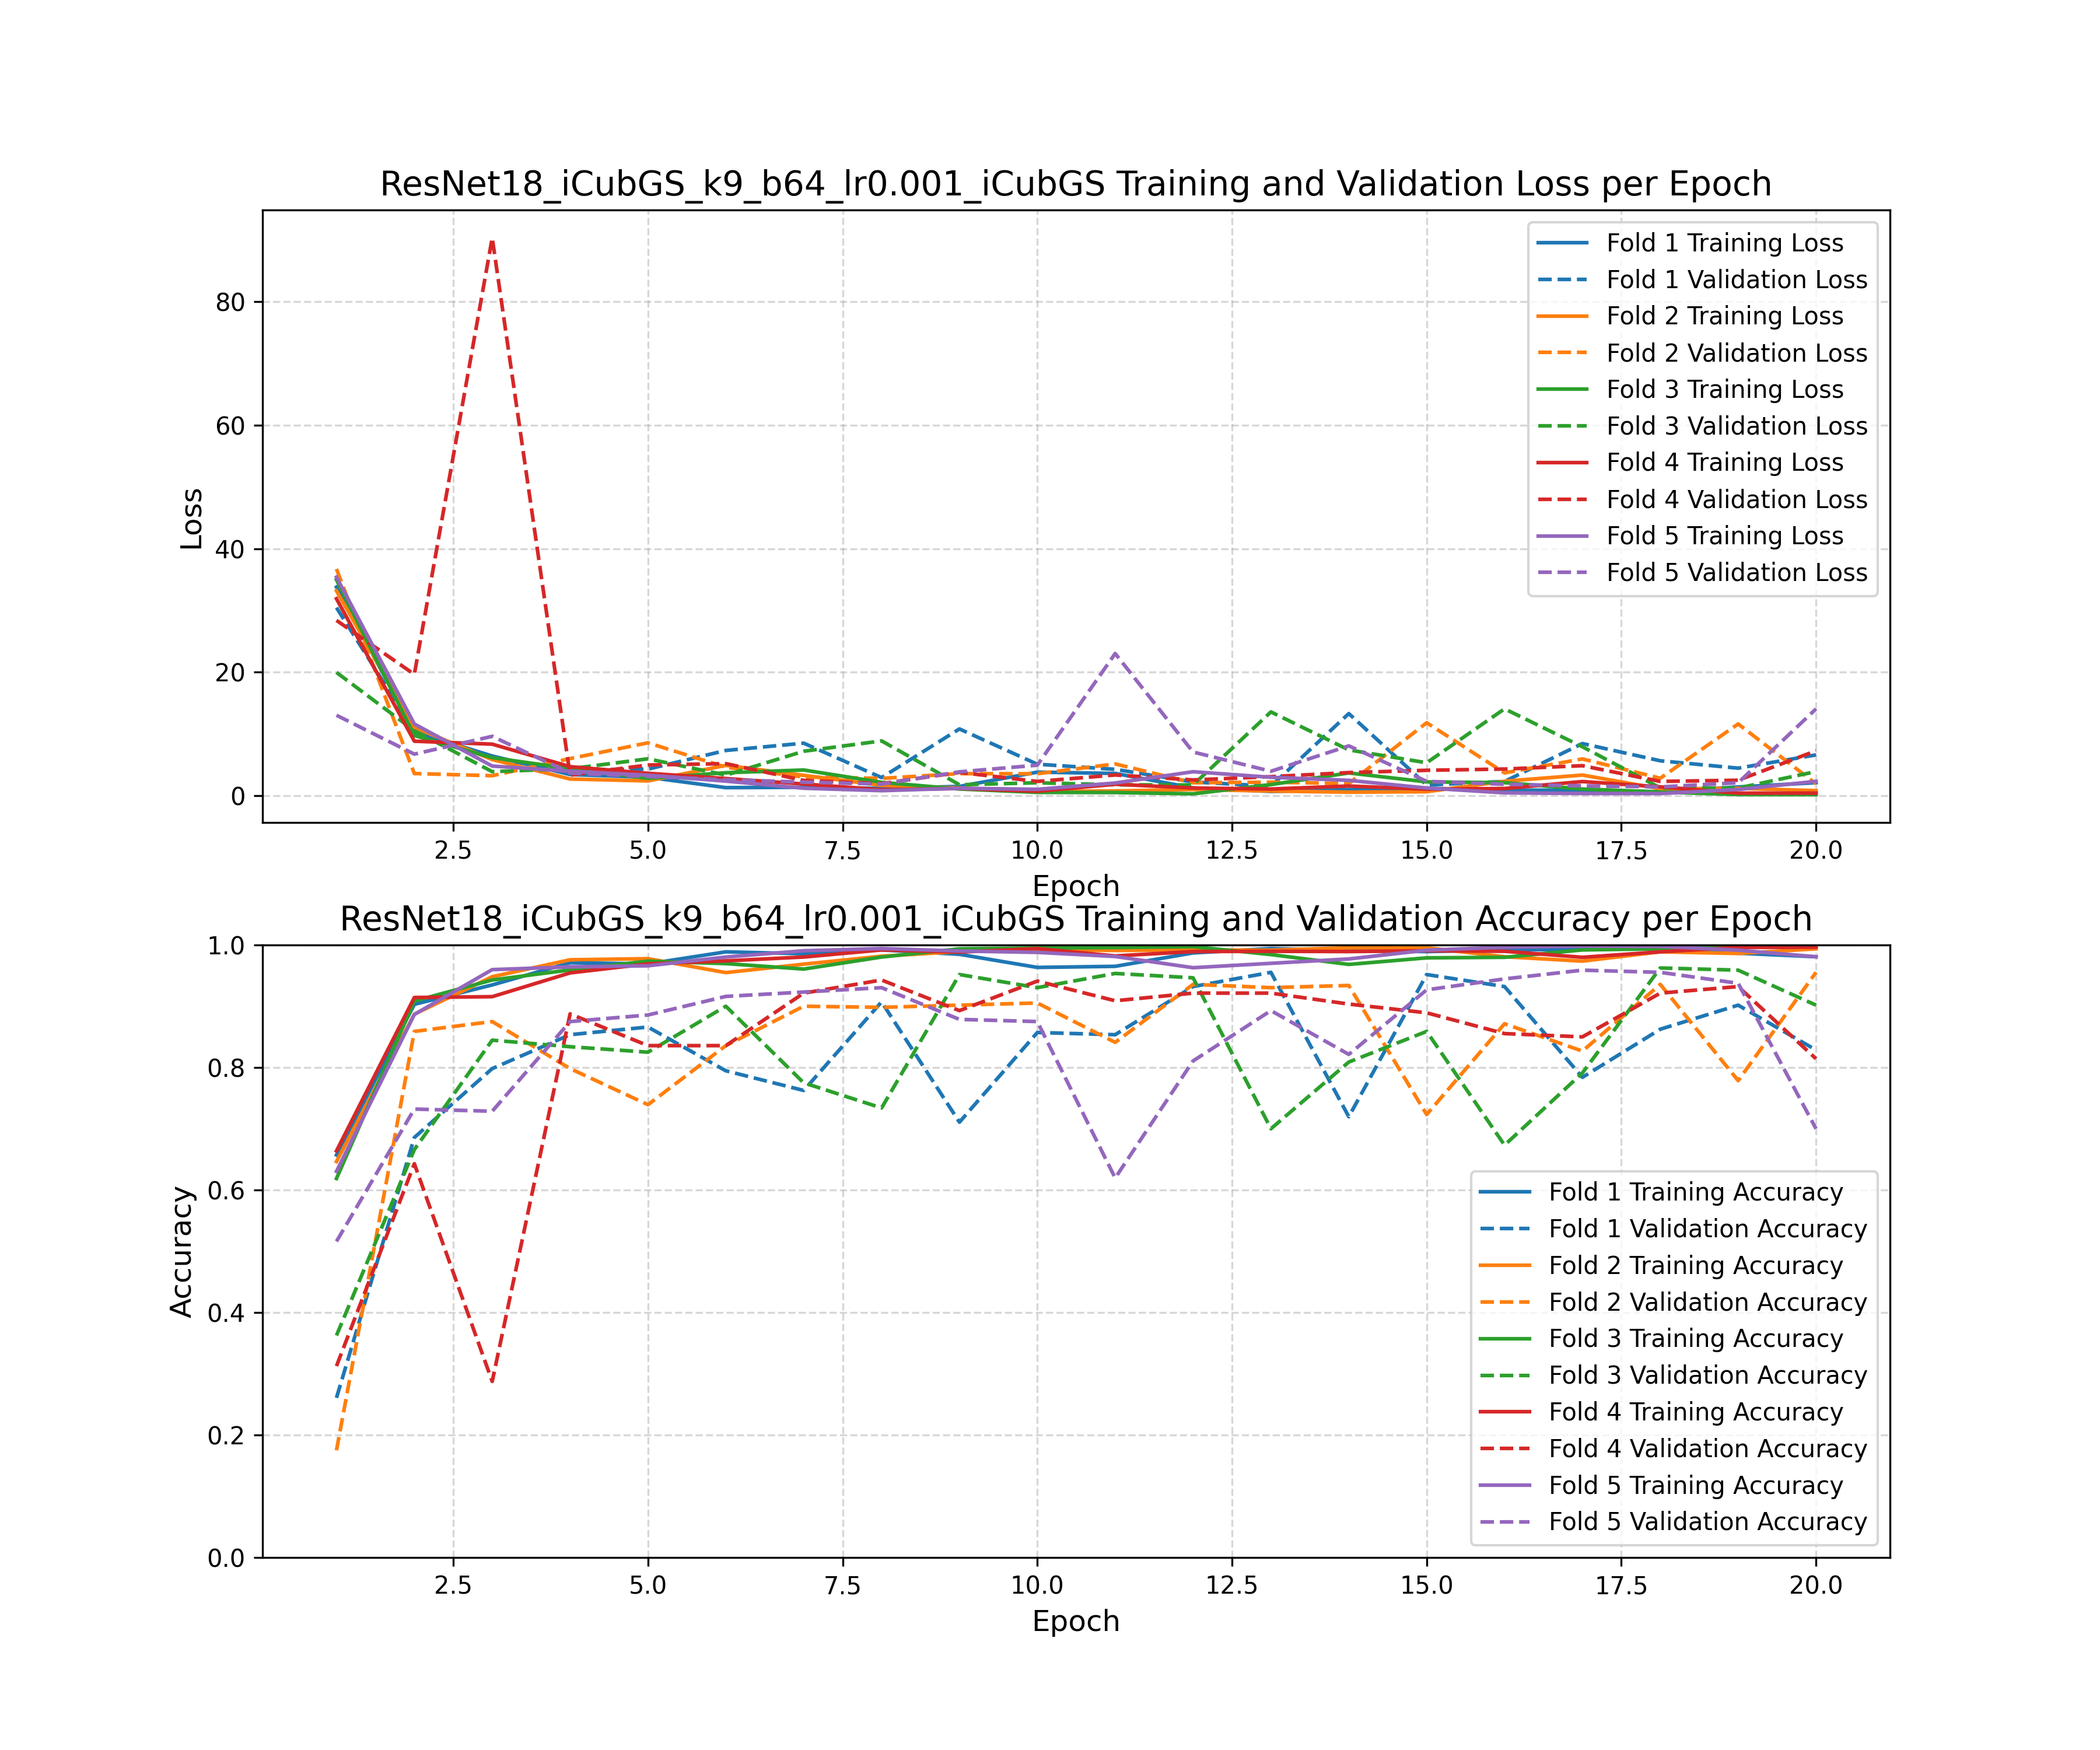 ResNet18_iCubGS_k9_b64_lr0.001_iCubGS Training and Validation Loss per Epoch
Loss
80
60
40
20
0
Fold 1 Training Loss
Fold 1 Validation Loss
Fold 2 Training Loss
Fold 2 Validation Loss
Fold 3 Training Loss
Fold 3 Validation Loss
Fold 4 Training Loss
Fold 4 Validation Loss
Fold 5 Training Loss
Fold 5 Validation Loss
2.5 5.0 7.5 10.0 12.5 15.0 17.5 20.0
Epoch
ResNet18_iCubGS_k9_b64_lr0.001_iCubGS Training and Validation Accuracy per Epoch
Accuracy
1.0
0.8
0.6
0.4
0.2
0.0
Fold 1 Training Accuracy
Fold 1 Validation Accuracy
Fold 2 Training Accuracy
Fold 2 Validation Accuracy
Fold 3 Training Accuracy
Fold 3 Validation Accuracy
Fold 4 Training Accuracy
Fold 4 Validation Accuracy
Fold 5 Training Accuracy
Fold 5 Validation Accuracy
2.5 5.0 7.5 10.0 12.5 15.0 17.5 20.0
Epoch